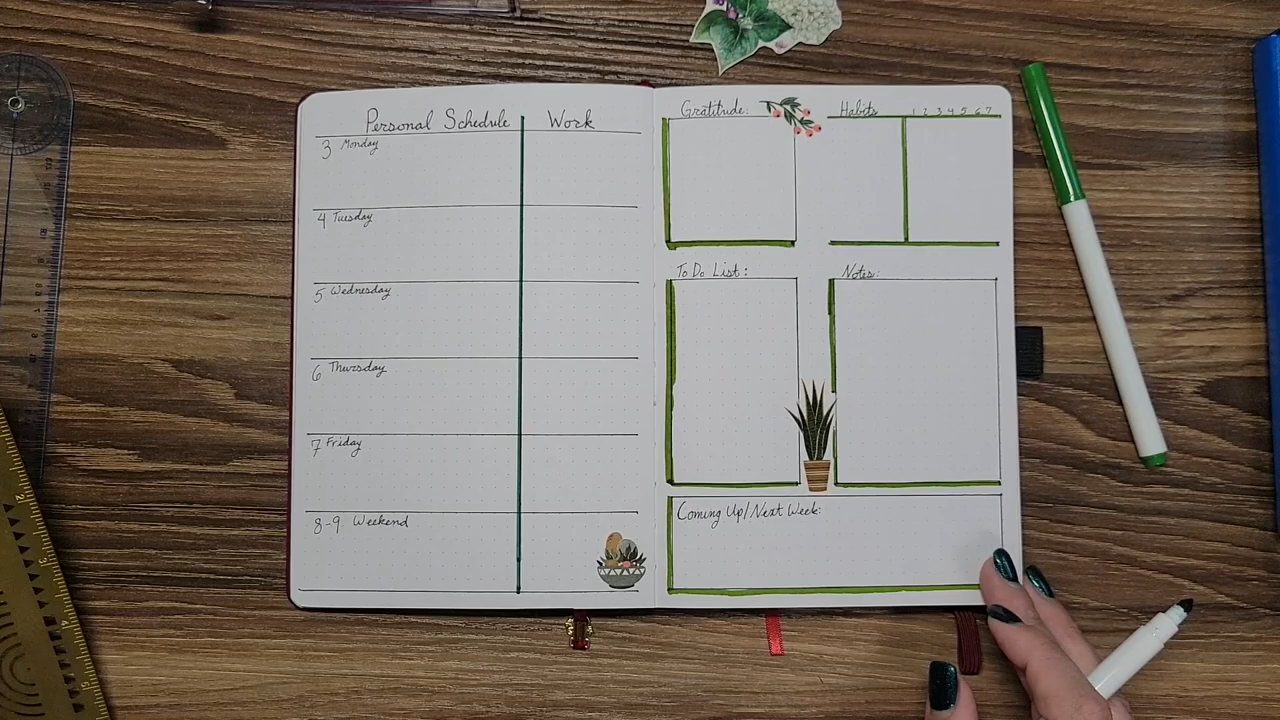 Personal Schedule Work
3 Monday
4 Tuesday
5 Wednesday
6 Thursday
7 Friday
8-9 Weekend
Gratitude:
Habits 1 2 3 4 5 6 7
To Do List:
Notes:
Coming Up/Next Week: